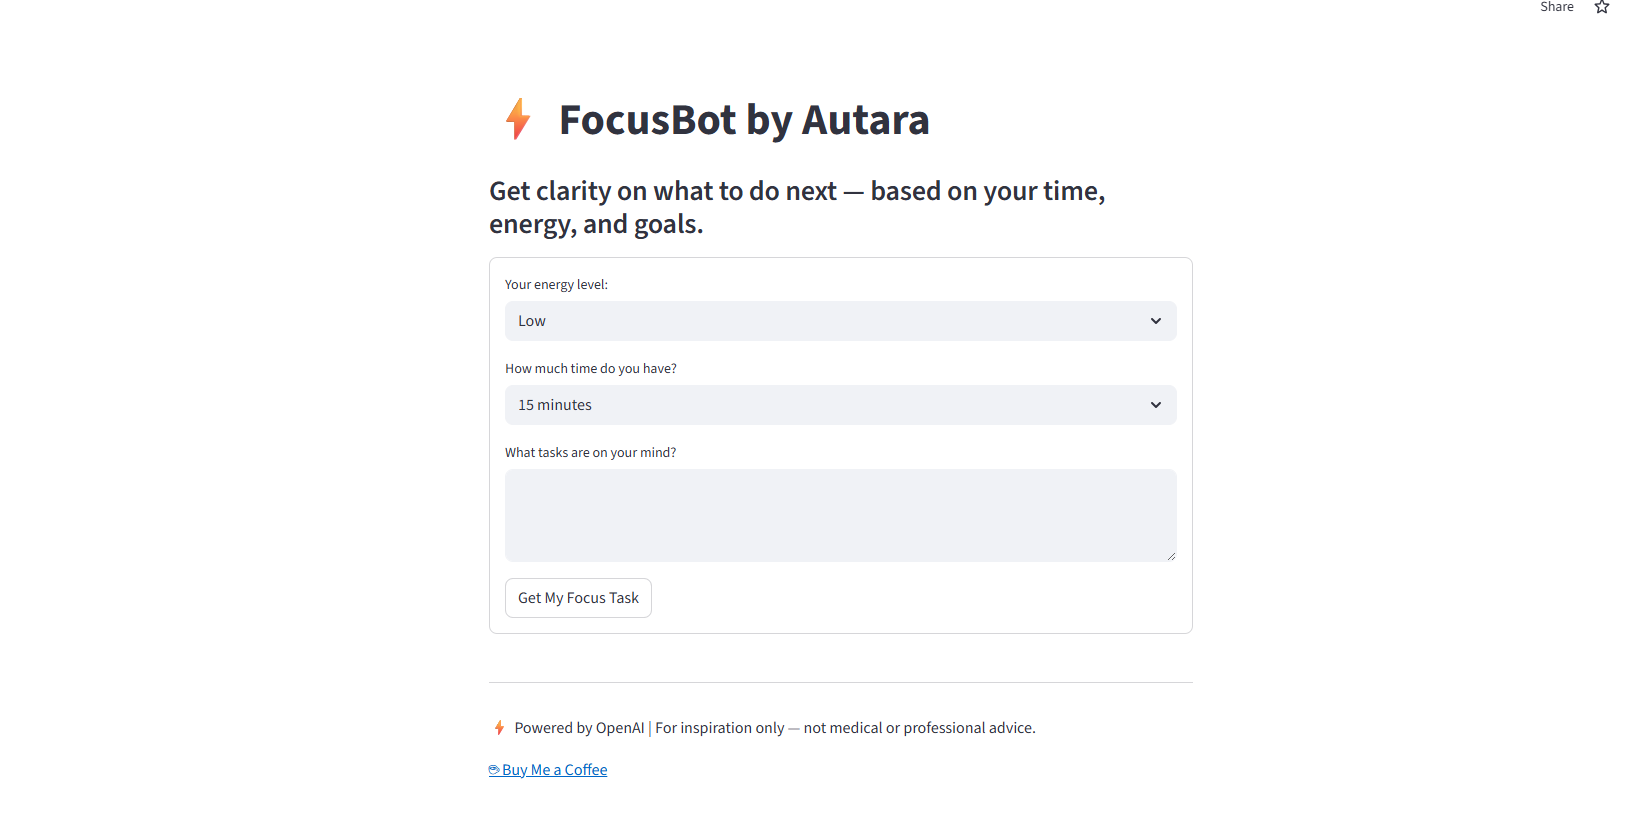 Share
⚡ FocusBot by Autara
Get clarity on what to do next — based on your time,
energy, and goals.
Your energy level:
Low
How much time do you have?
15 minutes
What tasks are on your mind?
Get My Focus Task
⚡ Powered by OpenAI | For inspiration only — not medical or professional advice.
☕Buy Me a Coffee